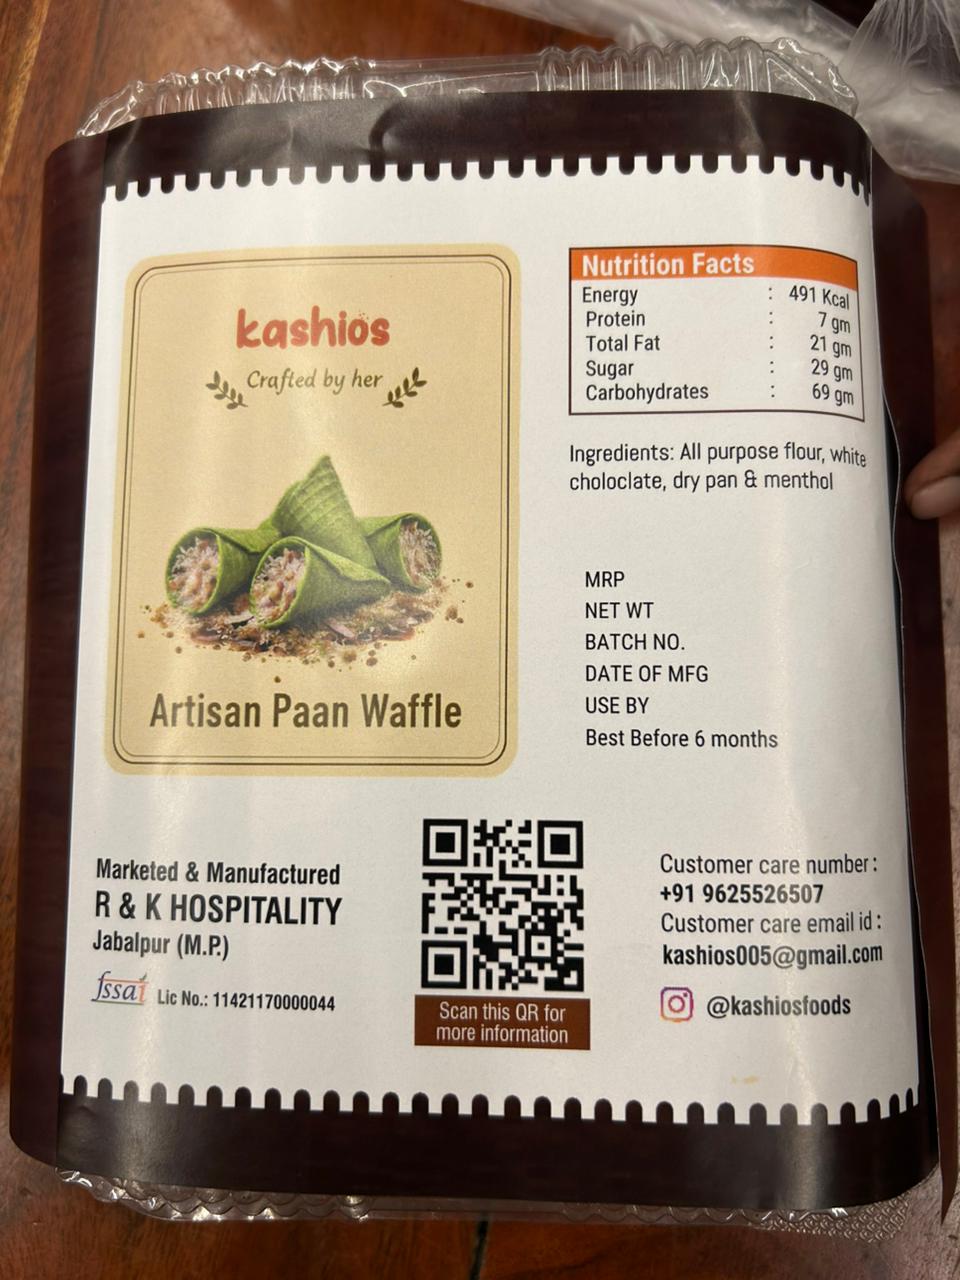 kashios
Crafted by her
Artisan Paan Waffle
Nutrition Facts
Energy : 491 Kcal
Protein : 7 gm
Total Fat : 21 gm
Sugar : 29 gm
Carbohydrates : 69 gm
Ingredients: All purpose flour, white
choloclate, dry pan & menthol
MRP
NET WT
BATCH NO.
DATE OF MFG
USE BY
Best Before 6 months
Marketed & Manufactured
R & K HOSPITALITY
Jabalpur (M.P.)
fssai Lic No.: 11421170000044
Scan this QR for
more information
Customer care number :
+91 9625526507
Customer care email id :
kashios005@gmail.com
@kashiosfoods